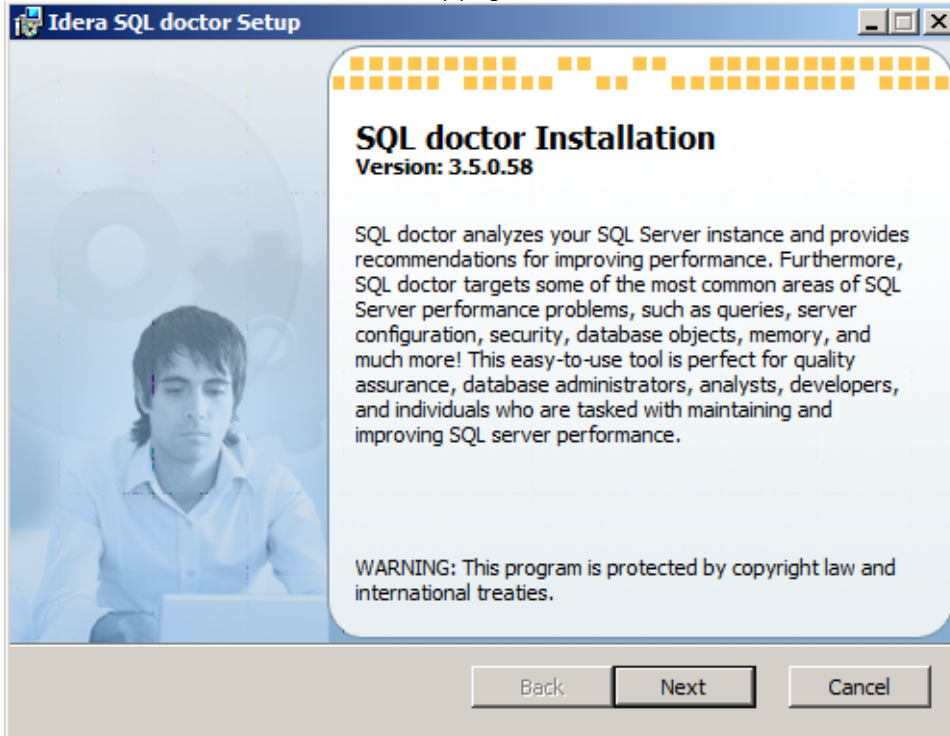 Idera SQL doctor Setup
SQL doctor Installation
Version: 3.5.0.58
SQL doctor analyzes your SQL Server instance and provides
recommendations for improving performance. Furthermore,
SQL doctor targets some of the most common areas of SQL
Server performance problems, such as queries, server
configuration, security, database objects, memory, and
much more! This easy-to-use tool is perfect for quality
assurance, database administrators, analysts, developers,
and individuals who are tasked with maintaining and
improving SQL server performance.
WARNING: This program is protected by copyright law and
international treaties.
Back
Next
Cancel